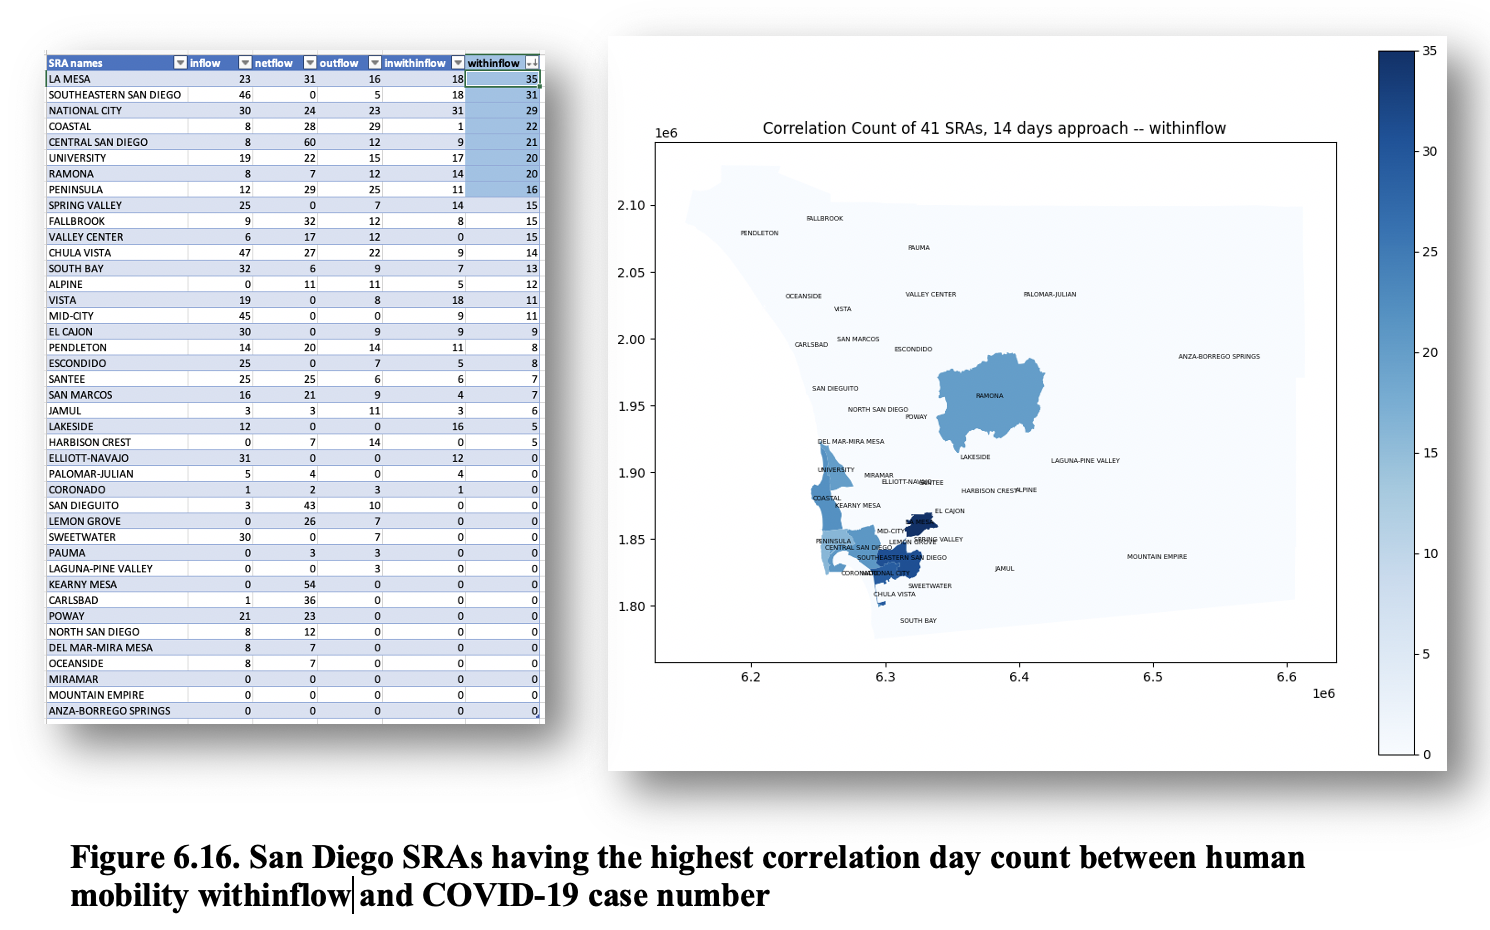 SRA names inflow netflow outflow inwithinflow withinflow
LA MESA 23 31 16 18 35
SOUTHEASTERN SAN DIEGO 46 0 5 18 31
NATIONAL CITY 30 24 23 31 29
COASTAL 8 28 29 1 22
CENTRAL SAN DIEGO 8 60 12 9 21
UNIVERSITY 19 22 15 17 20
RAMONA 8 7 12 14 20
PENINSULA 12 29 25 11 16
SPRING VALLEY 25 0 7 14 15
FALLBROOK 9 32 12 8 15
VALLEY CENTER 6 17 12 0 15
CHULA VISTA 47 27 22 9 14
SOUTH BAY 32 6 9 7 13
ALPINE 0 11 11 5 12
VISTA 19 0 8 18 11
MID-CITY 45 0 0 9 11
EL CAJON 30 0 9 9 9
PENDLETON 14 20 14 11 8
ESCONDIDO 25 0 7 5 8
SANTEE 25 25 6 6 7
SAN MARCOS 16 21 9 4 7
JAMUL 3 3 11 3 6
LAKESIDE 12 0 0 16 5
HARBISON CREST 0 7 14 0 5
ELLIOTT-NAVAJO 31 0 0 12 0
PALOMAR-JULIAN 5 4 0 4 0
CORONADO 1 2 3 1 0
SAN DIEGUITO 3 43 10 0 0
LEMON GROVE 0 26 7 0 0
SWEETWATER 30 0 7 0 0
PAUMA 0 3 3 0 0
LAGUNA-PINE VALLEY 0 0 3 0 0
KEARNY MESA 0 54 0 0 0
CARLSBAD 1 36 0 0 0
POWAY 21 23 0 0 0
NORTH SAN DIEGO 8 12 0 0 0
DEL MAR-MIRA MESA 8 7 0 0 0
OCEANSIDE 8 7 0 0 0
MIRAMAR 0 0 0 0 0
MOUNTAIN EMPIRE 0 0 0 0 0
ANZA-BORREGO SPRINGS 0 0 0 0 0
Correlation Count of 41 SRAs, 14 days approach -- withinflow
1e6
2.10
2.05
2.00
1.95
1.90
1.85
1.80
FALLBROOK
PENDLETON
PAUMA
OCEANSIDE
VALLEY CENTER
PALOMAR-JULIAN
VISTA
SAN MARCOS
CARLSBAD
ESCONDIDO
ANZA-BORREGO SPRINGS
SAN DIEGUITO
RAMONA
NORTH SAN DIEGO
POWAY
DEL MAR-MIRA MESA
LAKESIDE
LAGUNA-PINE VALLEY
UNIVERSITY
MIRAMAR
ELLIOTT-NAVAJO
SANTEE
HARBISON CREST
ALPINE
COASTAL
KEARNY MESA
EL CAJON
LA MESA
MID-CITY
PENINSULA
LEMON GROVE
SPRING VALLEY
CENTRAL SAN DIEGO
SOUTHEASTERN SAN DIEGO
MOUNTAIN EMPIRE
JAMUL
CORONADO
NATIONAL CITY
SWEETWATER
CHULA VISTA
SOUTH BAY
6.2 6.3 6.4 6.5 6.6
1e6
35
30
25
20
15
10
5
0
Figure 6.16. San Diego SRAs having the highest correlation day count between human
mobility withinflow and COVID-19 case number